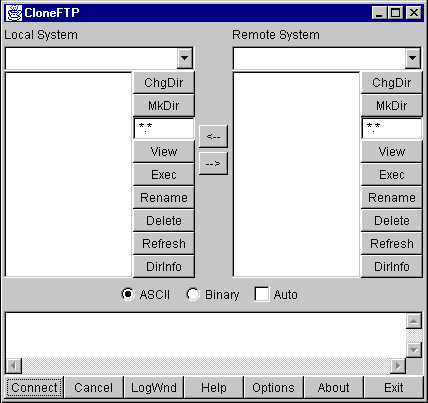 CloneFTP
Local System Remote System
ChgDir ChgDir
MkDir MkDir
*.* *.*
<--
View View
-->
Exec Exec
Rename Rename
Delete Delete
Refresh Refresh
DirInfo DirInfo
ASCII Binary Auto
Connect Cancel LogWnd Help Options About Exit